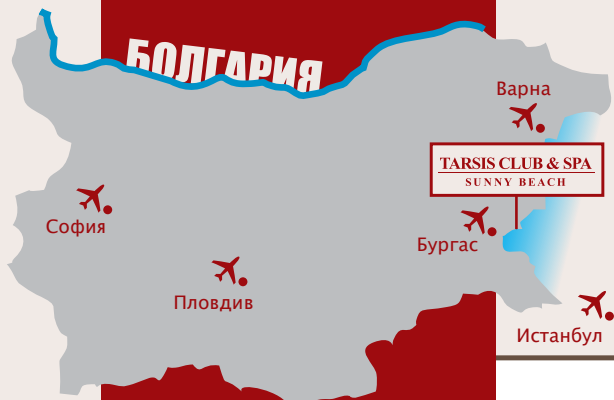 БОЛГАРИЯ
Варна
TARSIS CLUB & SPA
SUNNY BEACH
София
Бургас
Пловдив
Истанбул